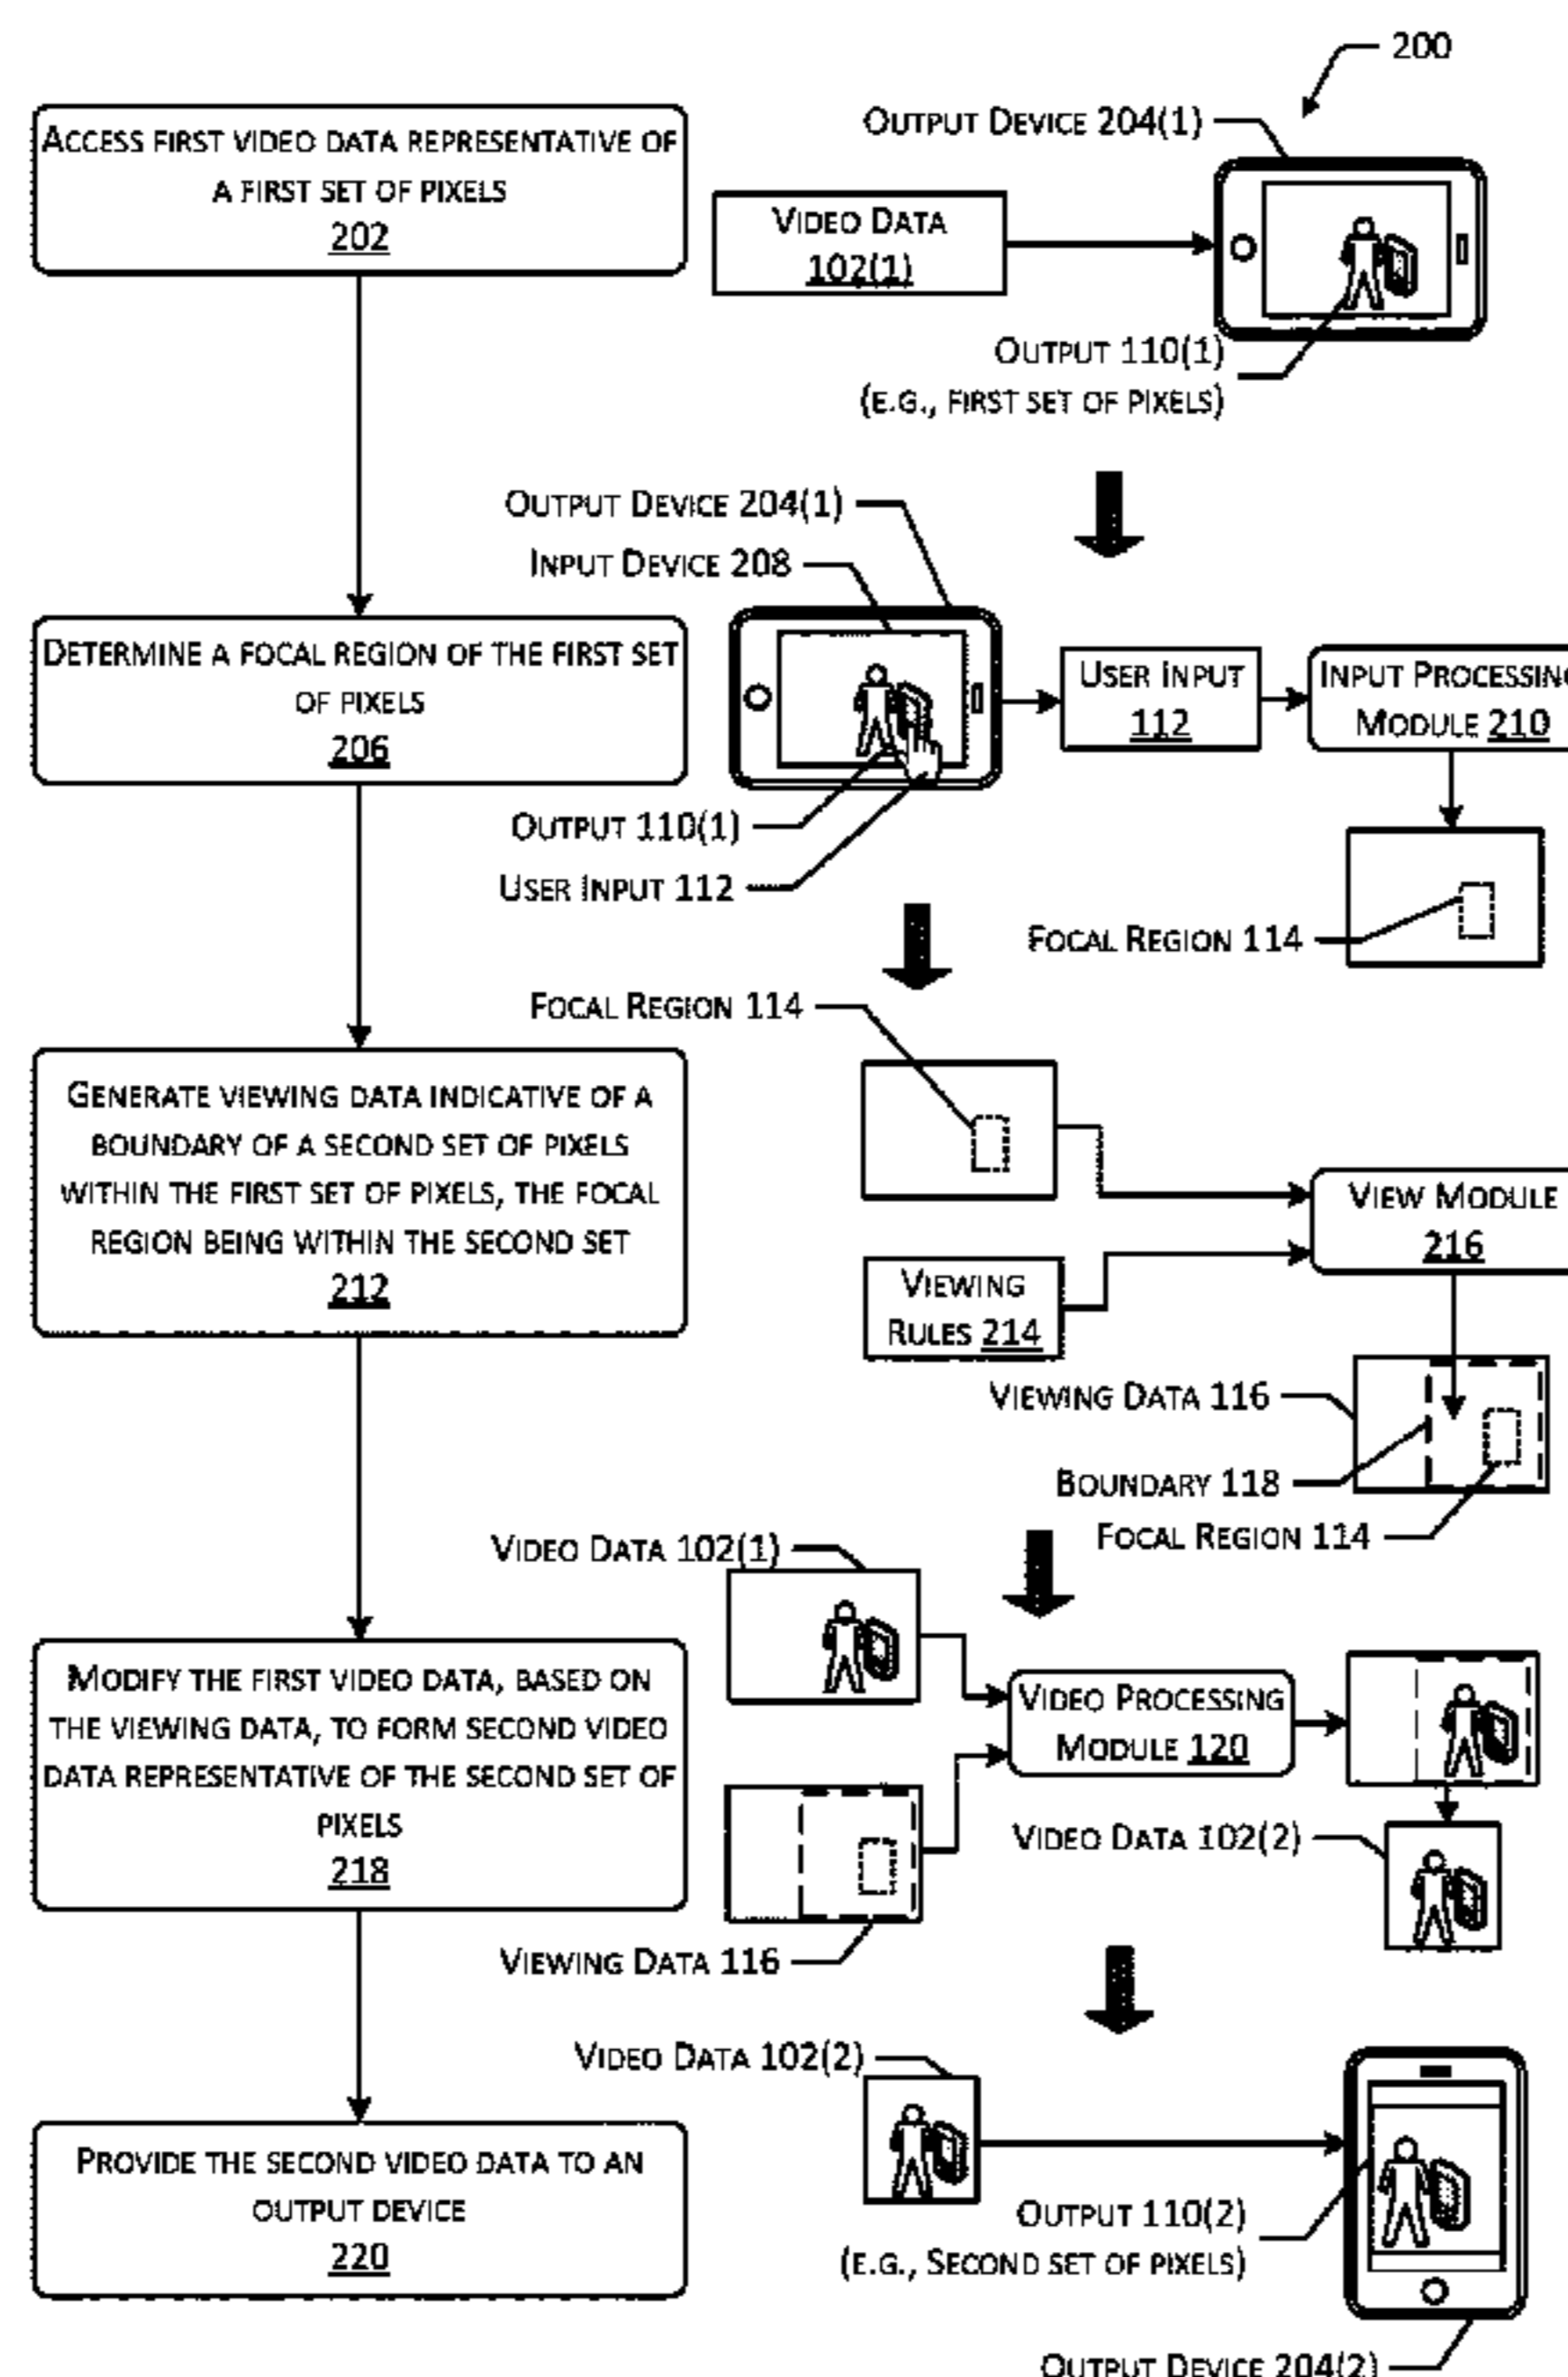 200
ACCESS FIRST VIDEO DATA REPRESENTATIVE OF
A FIRST SET OF PIXELS
202
OUTPUT DEVICE 204(1)
VIDEO DATA
102(1)
OUTPUT 110(1)
(E.G., FIRST SET OF PIXELS)
DETERMINE A FOCAL REGION OF THE FIRST SET
OF PIXELS
206
OUTPUT DEVICE 204(1)
INPUT DEVICE 208
USER INPUT
112
INPUT PROCESSING
MODULE 210
OUTPUT 110(1)
USER INPUT 112
FOCAL REGION 114
GENERATE VIEWING DATA INDICATIVE OF A
BOUNDARY OF A SECOND SET OF PIXELS
WITHIN THE FIRST SET OF PIXELS, THE FOCAL
REGION BEING WITHIN THE SECOND SET
212
FOCAL REGION 114
VIEWING
RULES 214
VIEW MODULE
216
VIEWING DATA 116
BOUNDARY 118
FOCAL REGION 114
MODIFY THE FIRST VIDEO DATA, BASED ON
THE VIEWING DATA, TO FORM SECOND VIDEO
DATA REPRESENTATIVE OF THE SECOND SET OF
PIXELS
218
VIDEO DATA 102(1)
VIDEO PROCESSING
MODULE 120
VIDEO DATA 102(2)
VIEWING DATA 116
PROVIDE THE SECOND VIDEO DATA TO AN
OUTPUT DEVICE
220
VIDEO DATA 102(2)
OUTPUT 110(2)
(E.G., SECOND SET OF PIXELS)
OUTPUT DEVICE 204(2)